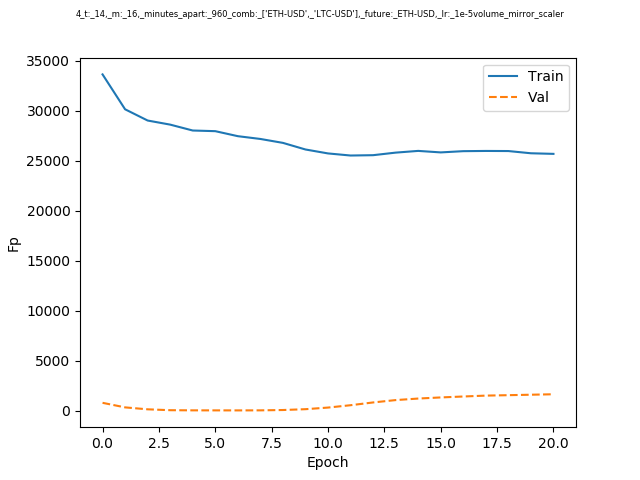 4_t:_14,_m:_16,_minutes_apart:_960_comb:_['ETH-USD',_'LTC-USD'],_future:_ETH-USD,_lr:_1e-5volume_mirror_scaler
35000
30000
25000
20000
15000
10000
5000
0
Fp
Train
Val
0.0 2.5 5.0 7.5 10.0 12.5 15.0 17.5 20.0
Epoch